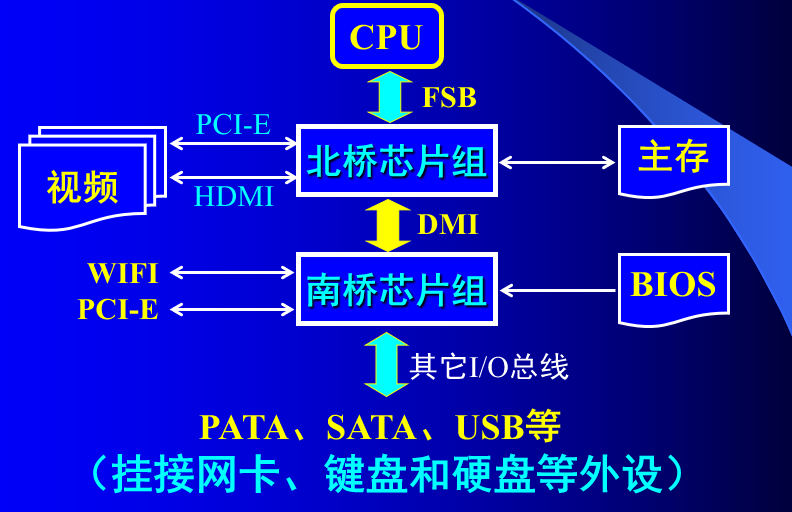 CPU
FSB
PCI-E
北桥芯片组
主存
视频
HDMI
DMI
WIFI
南桥芯片组
BIOS
PCI-E
其它I/O总线
PATA、SATA、USB等
（挂接网卡、键盘和硬盘等外设）